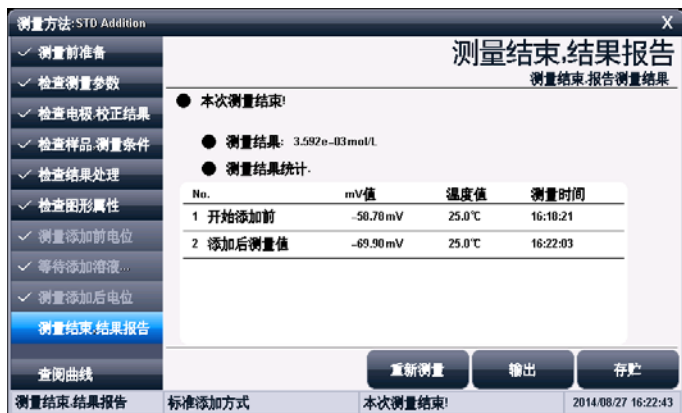 测量方法:STD Addition X
测量前准备
检查测量参数
检查电极.校正结果
检查样品.测量条件
检查结果处理
检查图形属性
测量添加前电位
等待添加溶液...
测量添加后电位
测量结束.结果报告
查阅曲线
测量结束,结果报告
测量结束.报告测量结果
本次测量结束!
测量结果: 3.592e-03mol/L
测量结果统计.
No. mV值 温度值 测量时间
1 开始添加前 -50.70mV 25.0℃ 16:18:21
2 添加后测量值 -69.90mV 25.0℃ 16:22:03
重新测量 输出 存贮
测量结束.结果报告 标准添加方式 本次测量结束! 2014/08/27 16:22:43